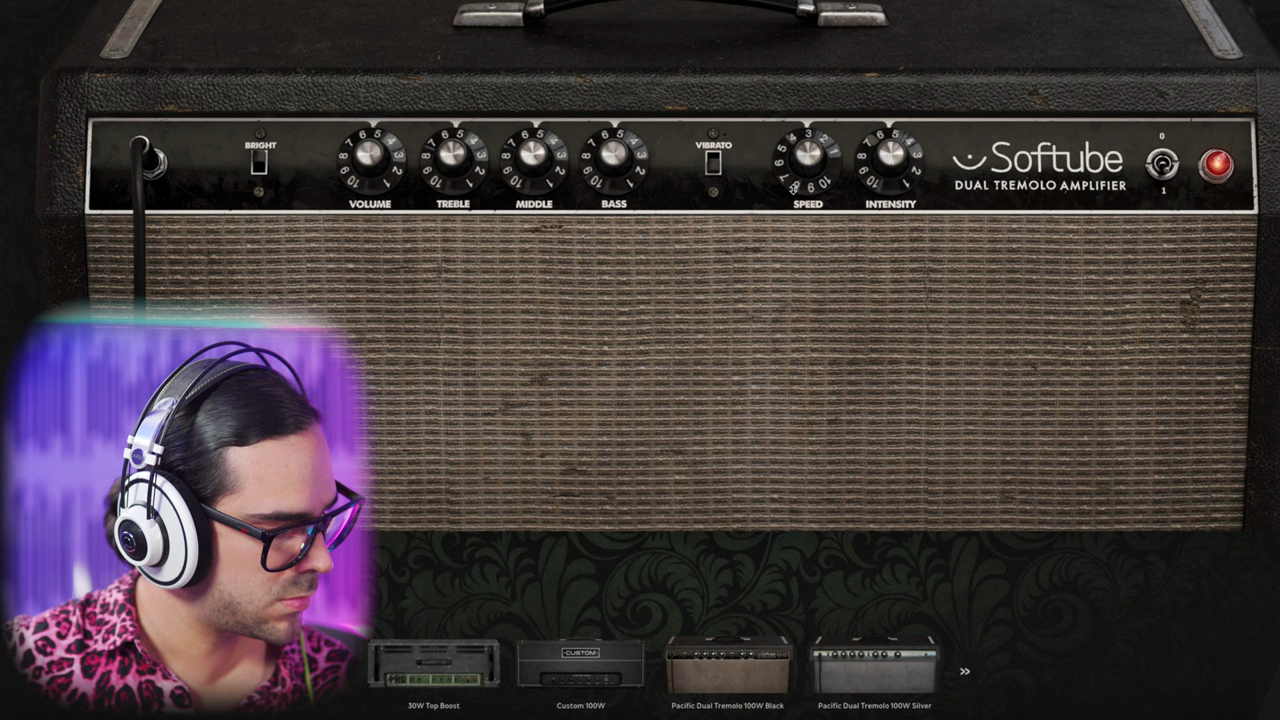 BRIGHT
VIBRATO
Softube
DUAL TREMOLO AMPLIFIER
0
1
VOLUME
TREBLE
MIDDLE
BASS
SPEED
INTENSITY
CUSTOM
30W Top Boost
Custom 100W
Pacific Dual Tremolo 100W Black
Pacific Dual Tremolo 100W Silver
»